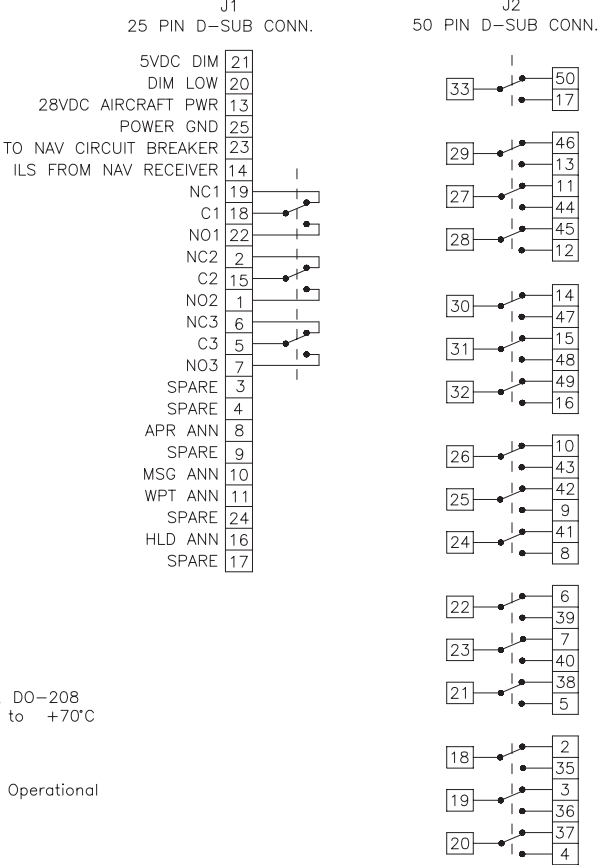 J1
25 PIN D-SUB CONN.
5VDC DIM 21
DIM LOW 20
28VDC AIRCRAFT PWR 13
POWER GND 25
TO NAV CIRCUIT BREAKER 23
ILS FROM NAV RECEIVER 14
NC1 19
C1 18
NO1 22
NC2 2
C2 15
NO2 1
NC3 6
C3 5
NO3 7
SPARE 3
SPARE 4
APR ANN 8
SPARE 9
MSG ANN 10
WPT ANN 11
SPARE 24
HLD ANN 16
SPARE 17
DO-208
to +70°C
Operational
J2
50 PIN D-SUB CONN.
33 50
17
29 46
13
27 11
44
28 45
12
30 14
47
31 15
48
32 49
16
26 10
43
25 42
9
24 41
8
22 6
39
23 7
40
21 38
5
18 2
35
19 3
36
20 37
4